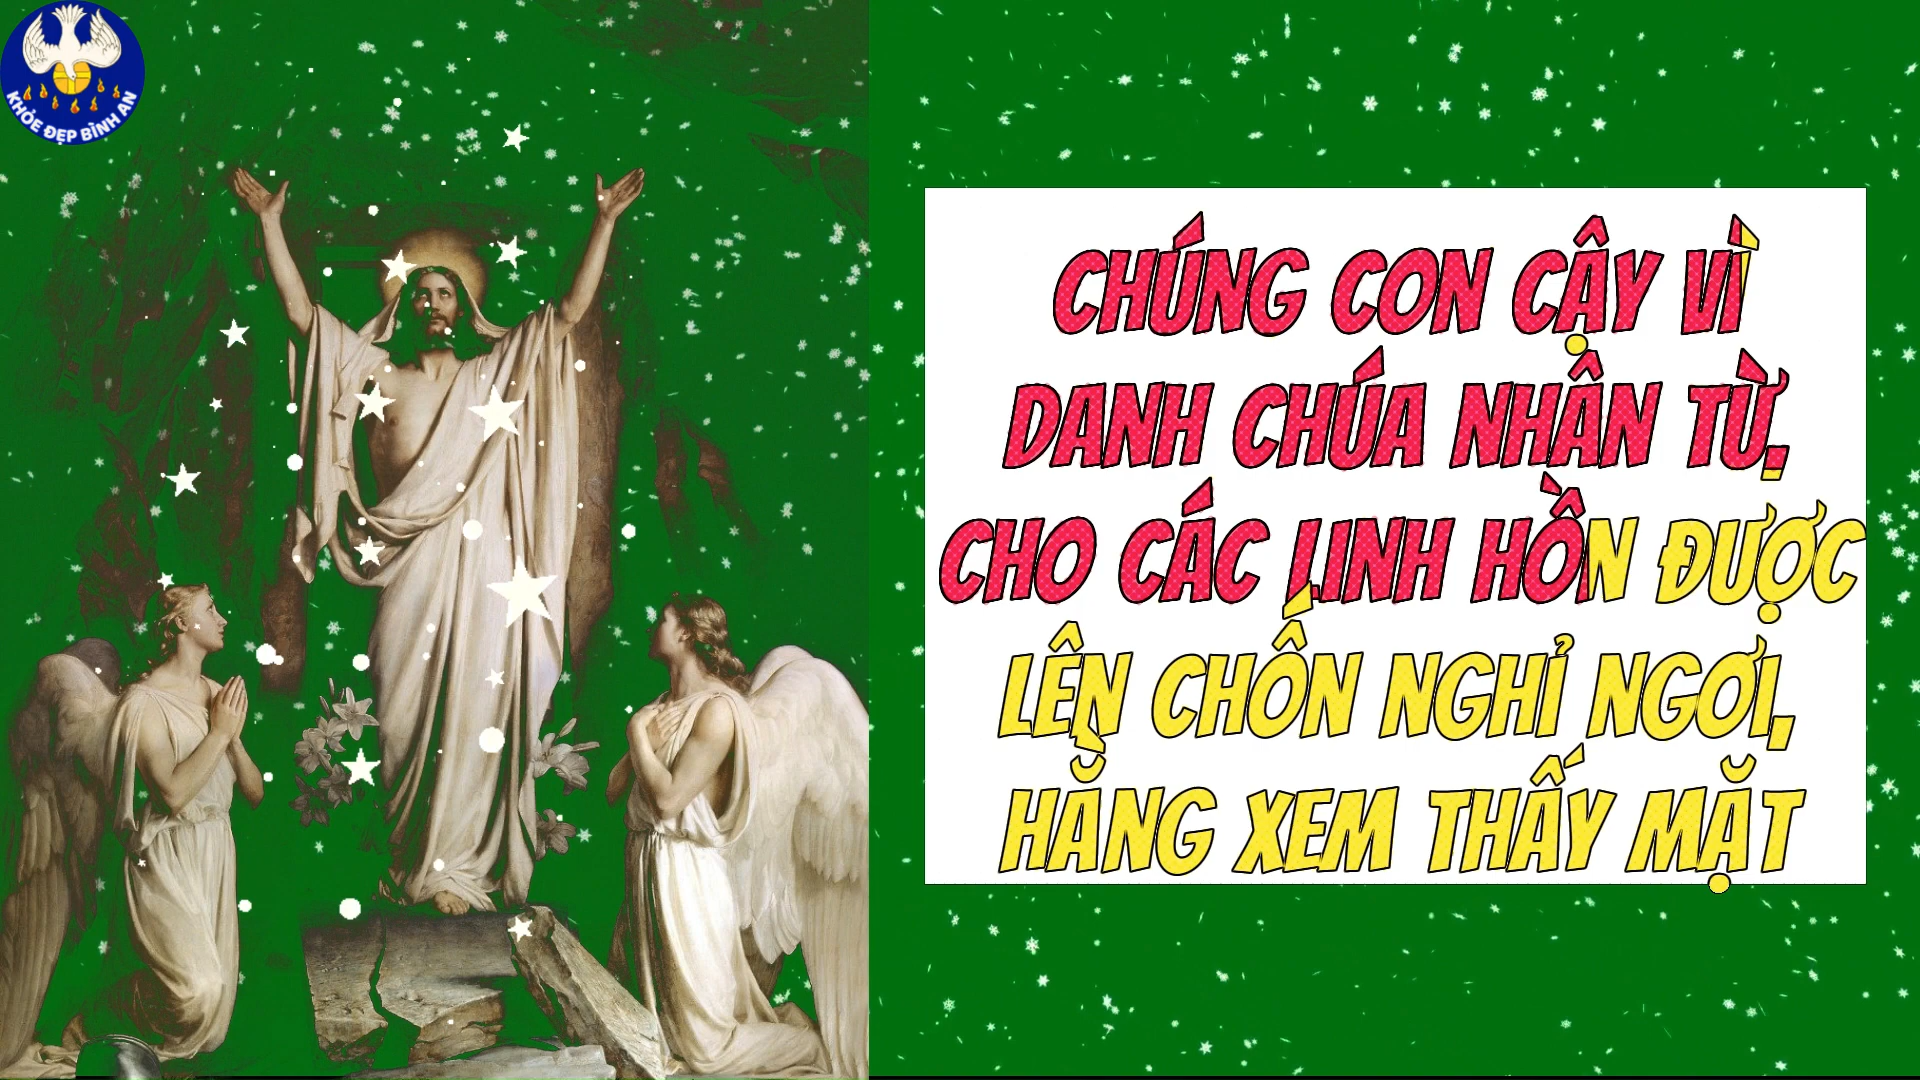 KHỎE ĐẸP BÌNH AN
CHÚNG CON CẬY VÌ
DANH CHÚA NHÂN TỪ,
CHO CÁC LINH HỒN ĐƯỢC
LÊN CHỐN NGHỈ NGƠI,
HẰNG XEM THẤY MẶT